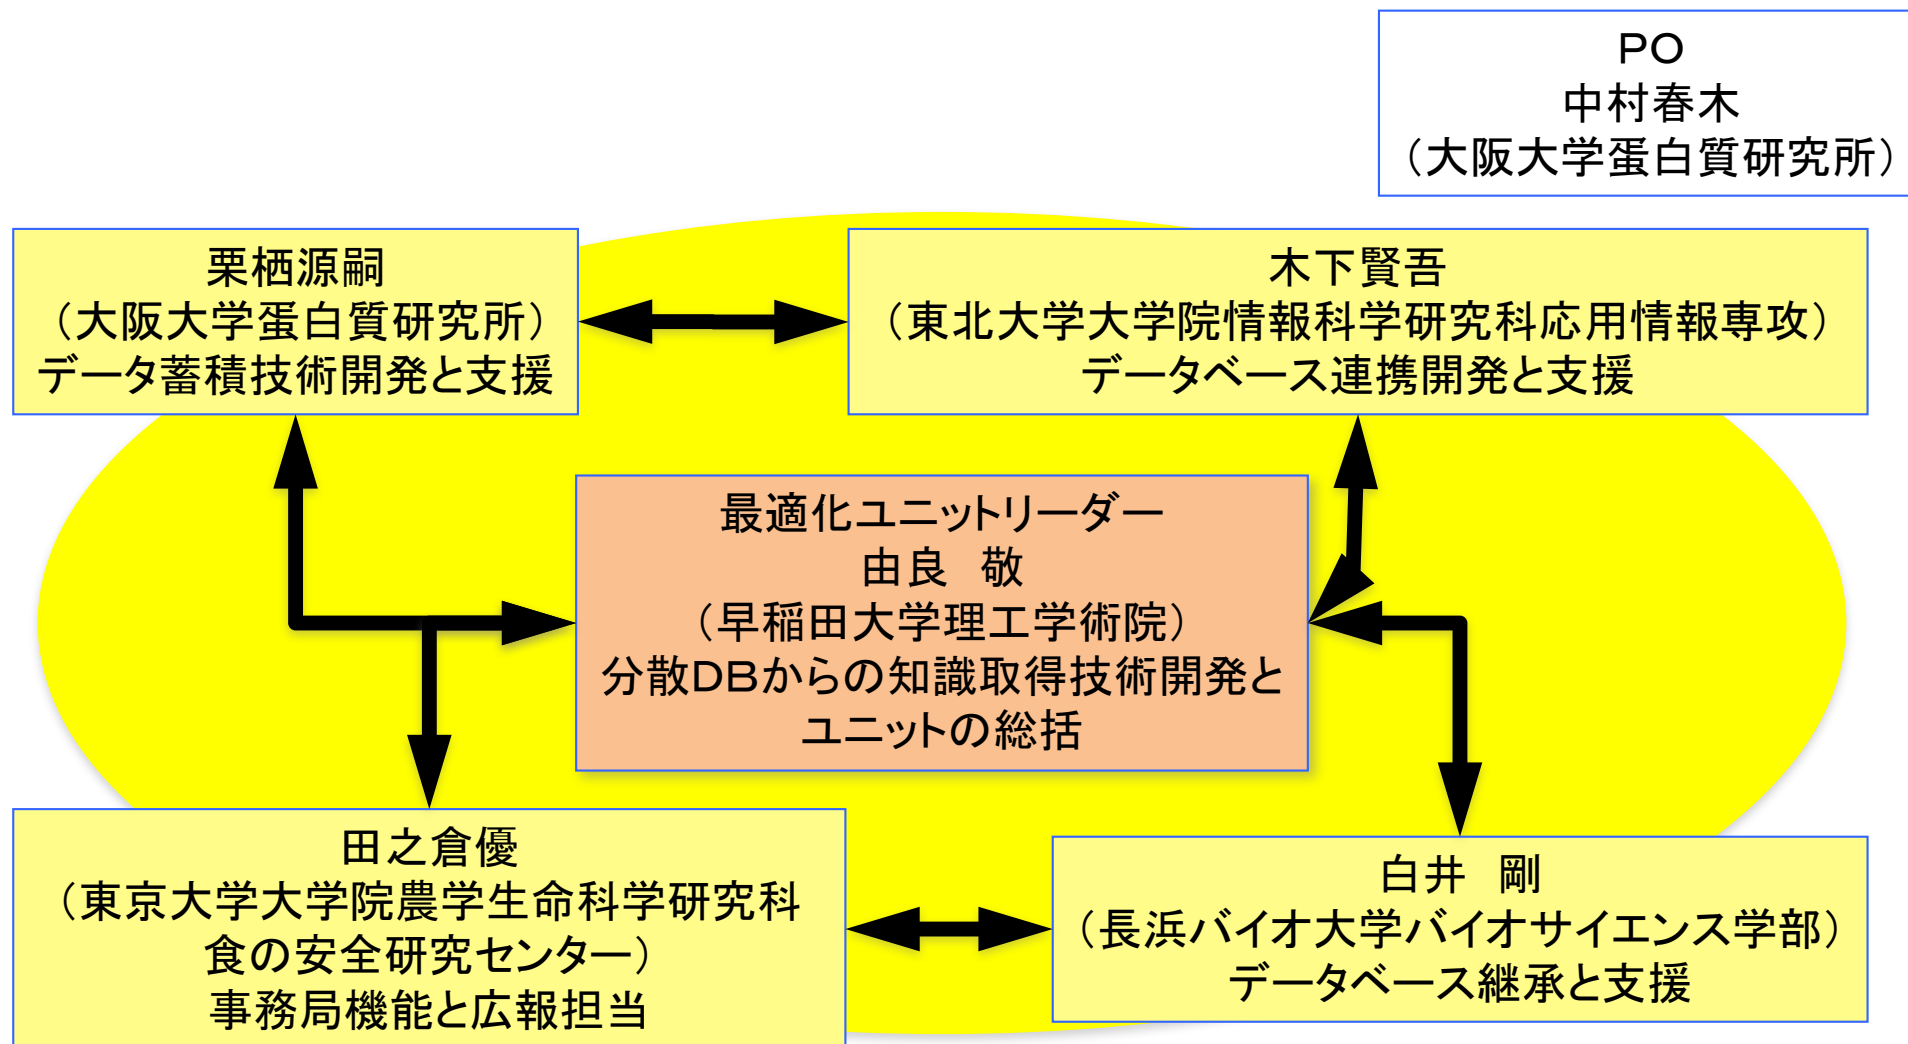 PO
中村春木
（大阪大学蛋白質研究所）
栗栖源嗣
（大阪大学蛋白質研究所）
データ蓄積技術開発と支援
木下賢吾
（東北大学大学院情報科学研究科応用情報専攻）
データベース連携開発と支援
最適化ユニットリーダー
由良　敬
（早稲田大学理工学術院）
分散DBからの知識取得技術開発と
ユニットの総括
田之倉優
（東京大学大学院農学生命科学研究科
食の安全研究センター）
事務局機能と広報担当
白井　剛
（長浜バイオ大学バイオサイエンス学部）
データベース継承と支援